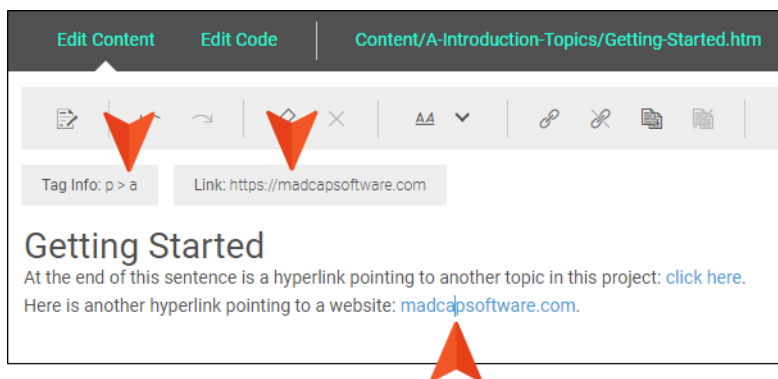 Edit Content Edit Code Content/A-Introduction-Topics/Getting-Started.htm
AA
Tag Info: p > a Link: https://madcapsoftware.com
Getting Started
At the end of this sentence is a hyperlink pointing to another topic in this project: click here.
Here is another hyperlink pointing to a website: madcapsoftware.com.